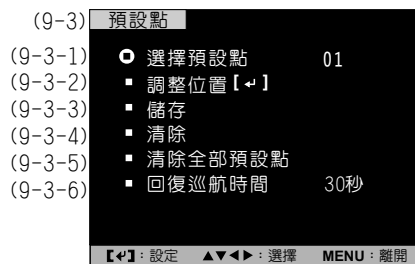 (9-3) 預設點
(9-3-1) 選擇預設點 01
(9-3-2) 調整位置【↵】
(9-3-3) 儲存
(9-3-4) 清除
(9-3-5) 清除全部預設點
(9-3-6) 回復巡航時間 30秒
【↵】：設定 ▲▼◀▶：選擇 MENU：離開